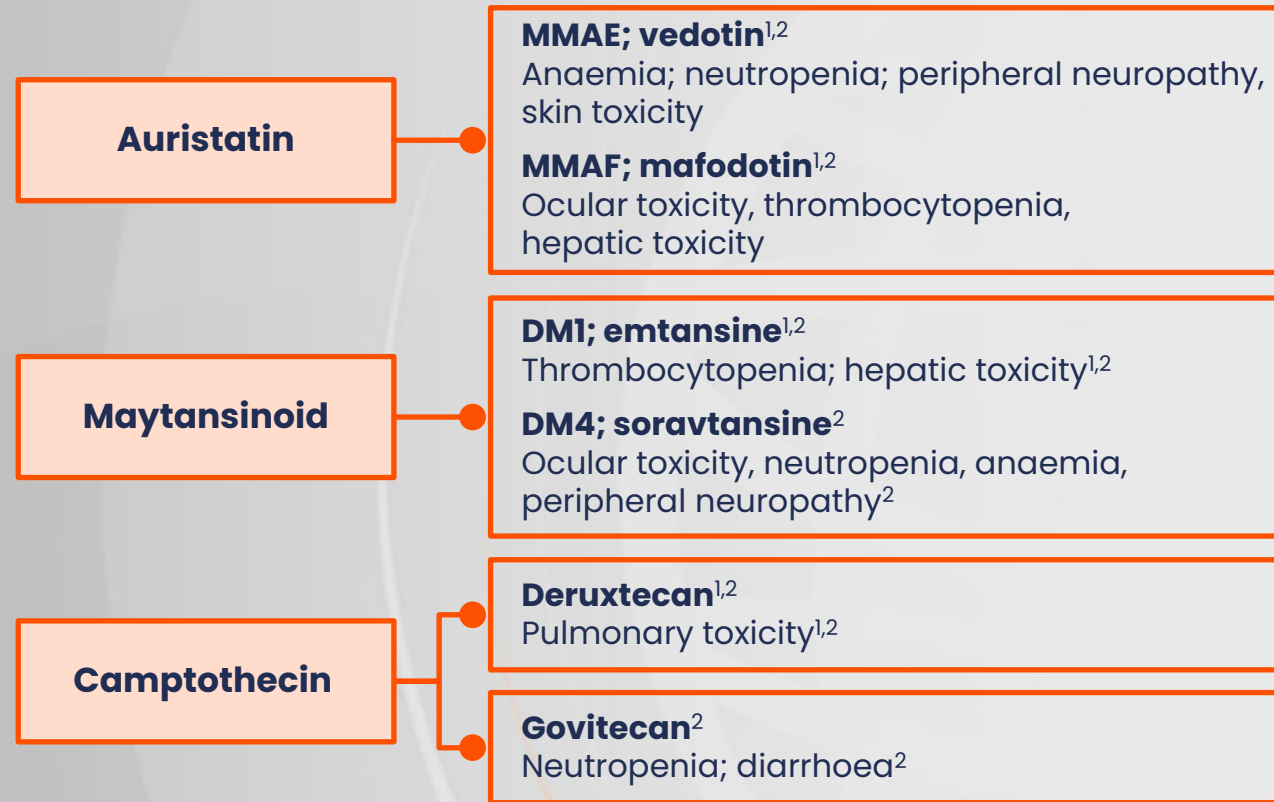 Auristatin
MMAE; vedotin1,2
Anaemia; neutropenia; peripheral neuropathy,
skin toxicity
MMAF; mafodotin1,2
Ocular toxicity, thrombocytopenia,
hepatic toxicity
Maytansinoid
DM1; emtansine1,2
Thrombocytopenia; hepatic toxicity1,2
DM4; soravtansine2
Ocular toxicity, neutropenia, anaemia,
peripheral neuropathy2
Camptothecin
Deruxtecan1,2
Pulmonary toxicity1,2
Govitecan2
Neutropenia; diarrhoea2